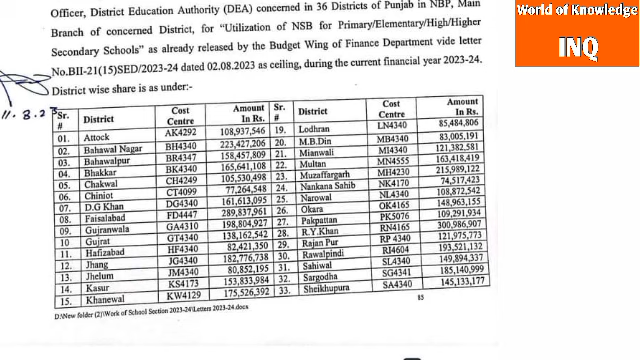 World of Knowledge
INQ
Officer, District Education Authority (DEA) concerned in 36 Districts of Punjab in NBP, Main
Branch of concerned District, for "Utilization of NSB for Primary/Elementary/High/Higher
Secondary Schools" as already released by the Budget Wing of Finance Department vide letter
No.BII-21(15)SED/2023-24 dated 02.08.2023 as ceiling, during the current financial year 2023-24.
District wise share is as under:-
11.8.23
Sr. # District Cost Centre Amount In Rs. Sr. # District Cost Centre Amount In Rs.
01. Attock AK4292 108,937,546 19. Lodhran LN4340 85,484,806
02. Bahawal Nagar BH4340 223,427,206 20. M.B.Din MB4340 83,005,191
03. Bahawalpur BR4347 158,457,809 21. Mianwali MI4340 121,382,581
04. Bhakkar BK4340 165,641,108 22. Multan MN4555 163,418,419
05. Chakwal CH4249 105,530,498 23. Muzaffargarh MH4230 215,989,122
06. Chiniot CT4099 77,264,548 24. Nankana Sahib NK4170 74,517,423
07. D.G Khan DG4340 161,613,095 25. Narowal NL4340 108,872,542
08. Faisalabad FD4447 289,837,961 26. Okara OK4165 148,963,155
09. Gujranwala GA4310 198,804,927 27. Pakpattan PK5076 109,291,934
10 Gujrat GT4340 138,162,542 28. R.Y.Khan RN4165 300,986,907
11. Hafizabad HF4340 82,421,350 29. Rajan Pur RP 4340 121,975,773
12. Jhang JG4340 182,776,738 30. Rawalpindi RI4604 193,521,132
13. Jhelum JM4340 80,852,195 31. Sahiwal SL4340 149,894,337
14. Kasur KS4173 153,833,984 32. Sargodha SG4341 185,140,999
15. Khanewal KW4129 175,526,392 33. Sheikhupura SA4340 145,133,177
D:\New folder (2)\Work of School Section 2023-24\Letters 2023-24.docx